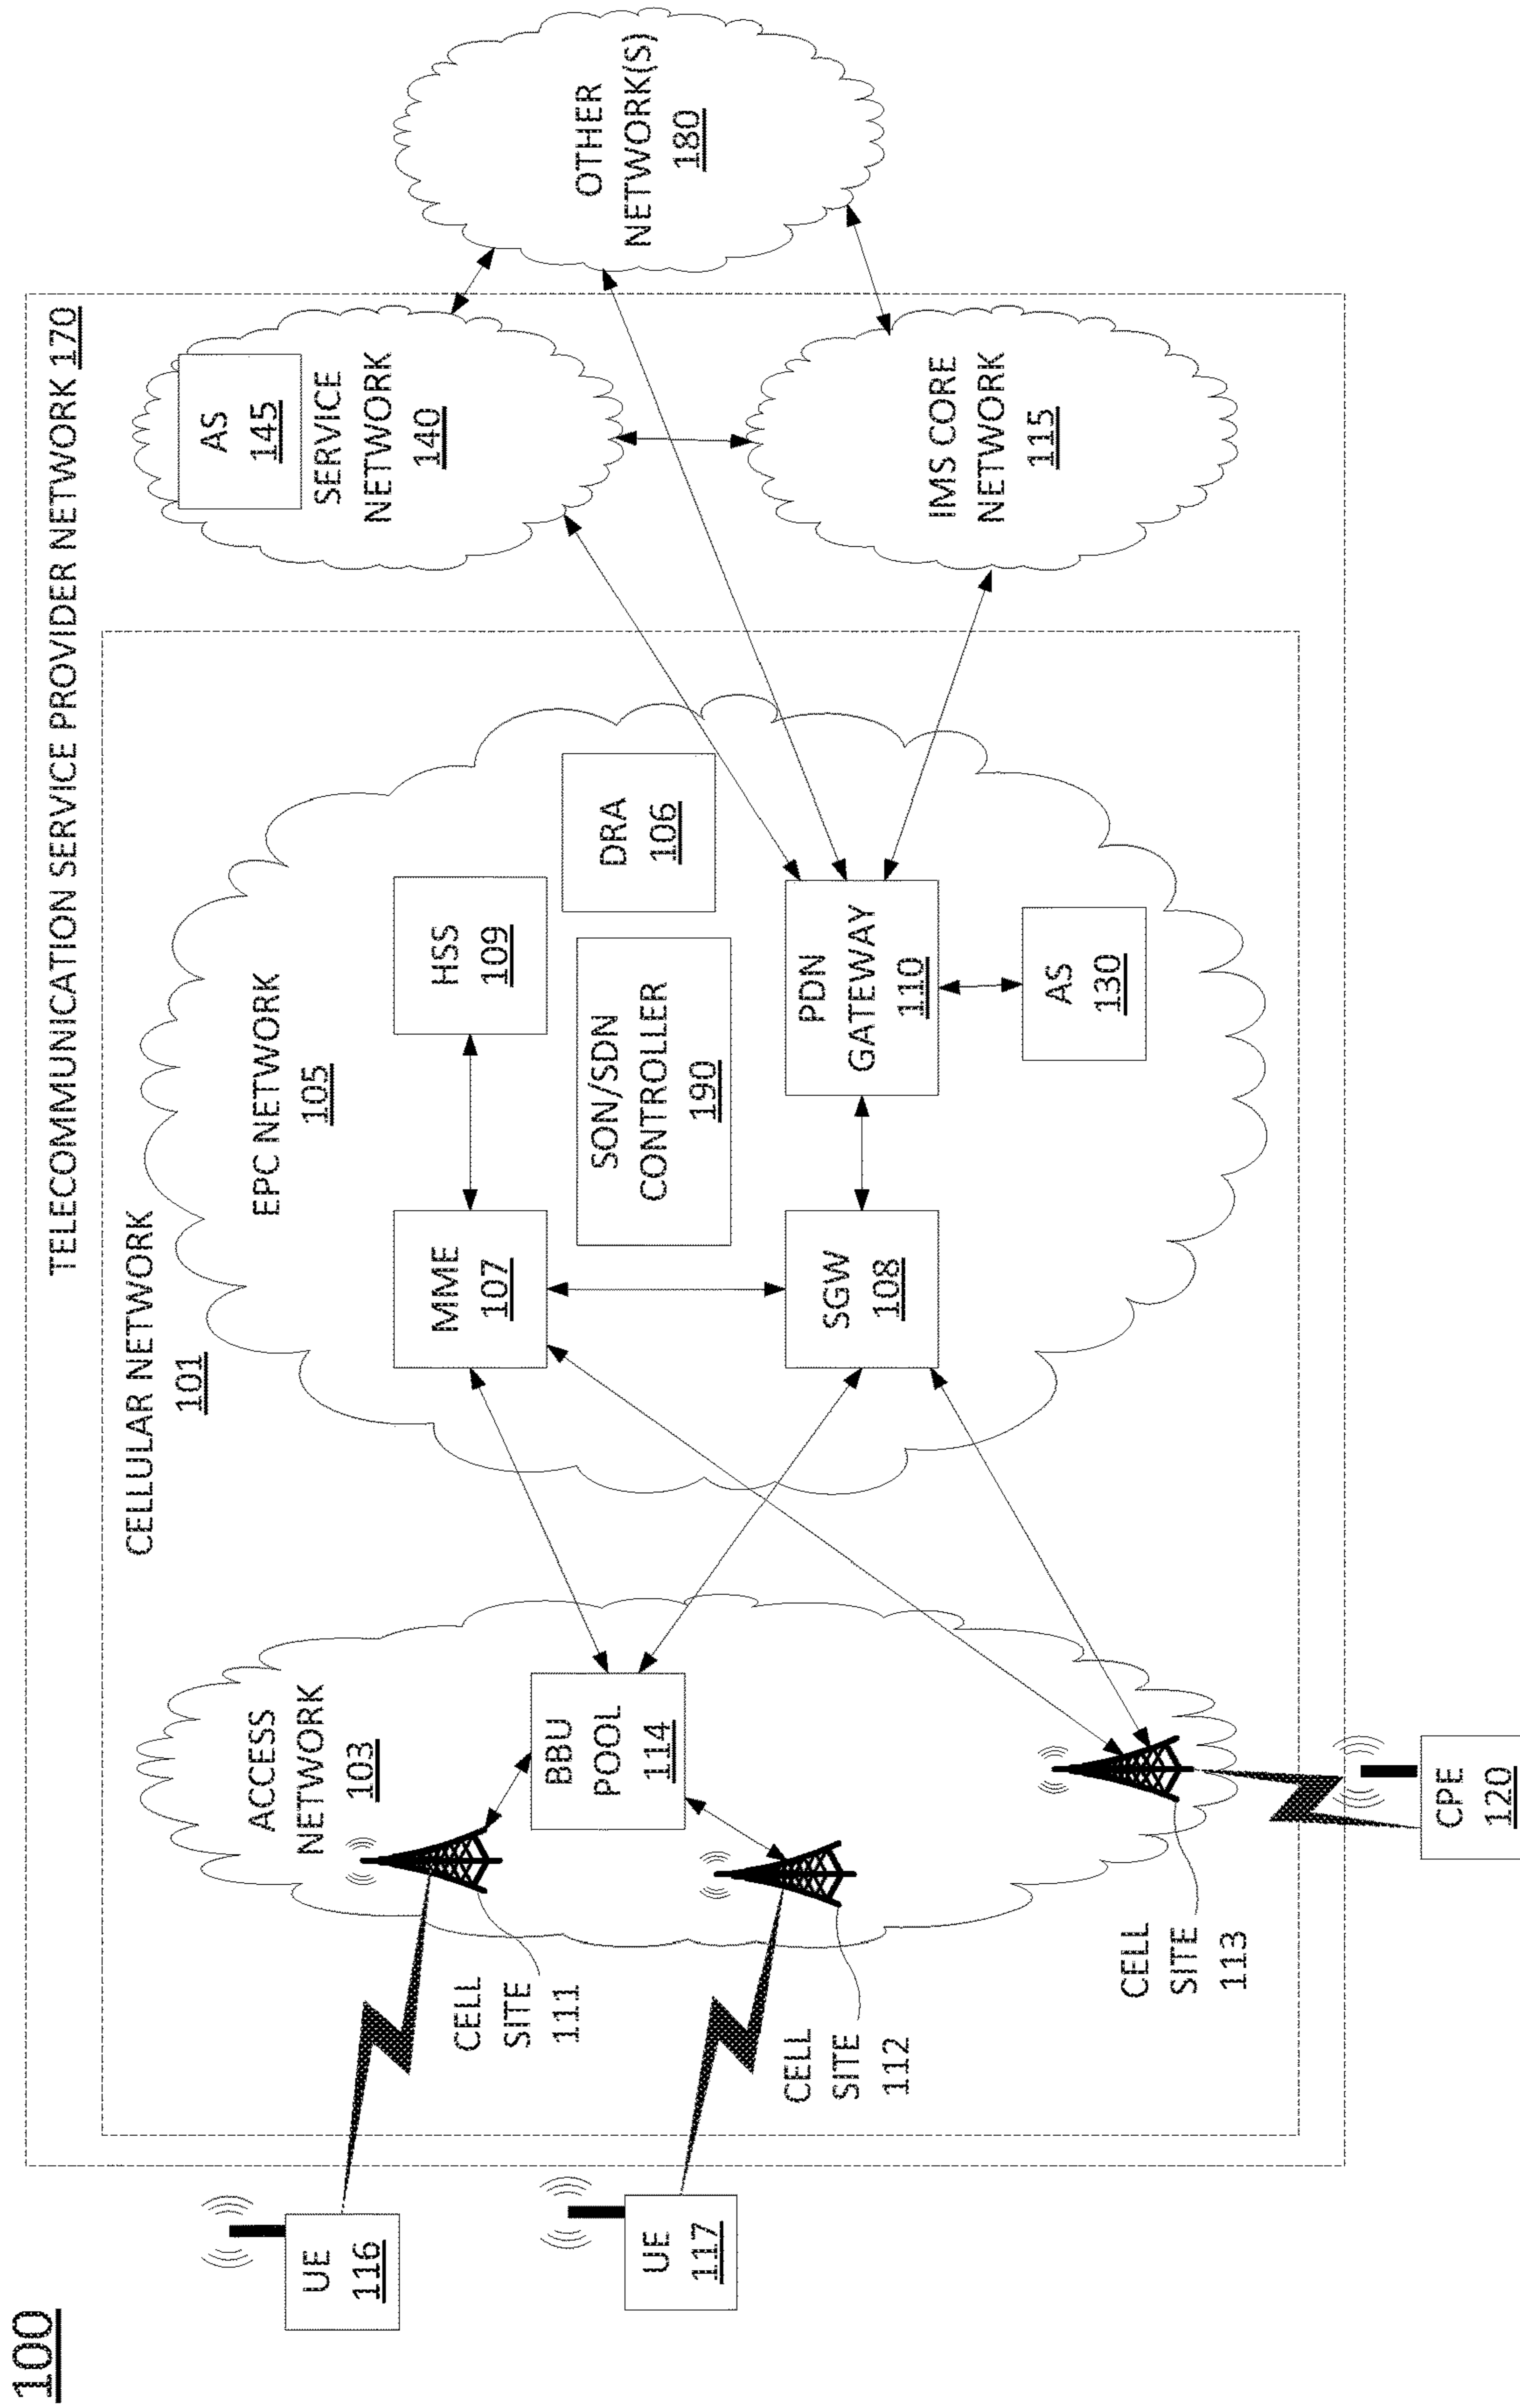 100
TELECOMMUNICATION SERVICE PROVIDER NETWORK 170
CELLULAR NETWORK
101
ACCESS
NETWORK
103
EPC NETWORK
105
UE
116
UE
117
CELL
SITE
111
CELL
SITE
112
CELL
SITE
113
BBU
POOL
114
CPE
120
MME
107
HSS
109
SON/SDN
CONTROLLER
190
DRA
106
SGW
108
PDN
GATEWAY
110
AS
130
AS
145
SERVICE
NETWORK
140
IMS CORE
NETWORK
115
OTHER
NETWORK(S)
180